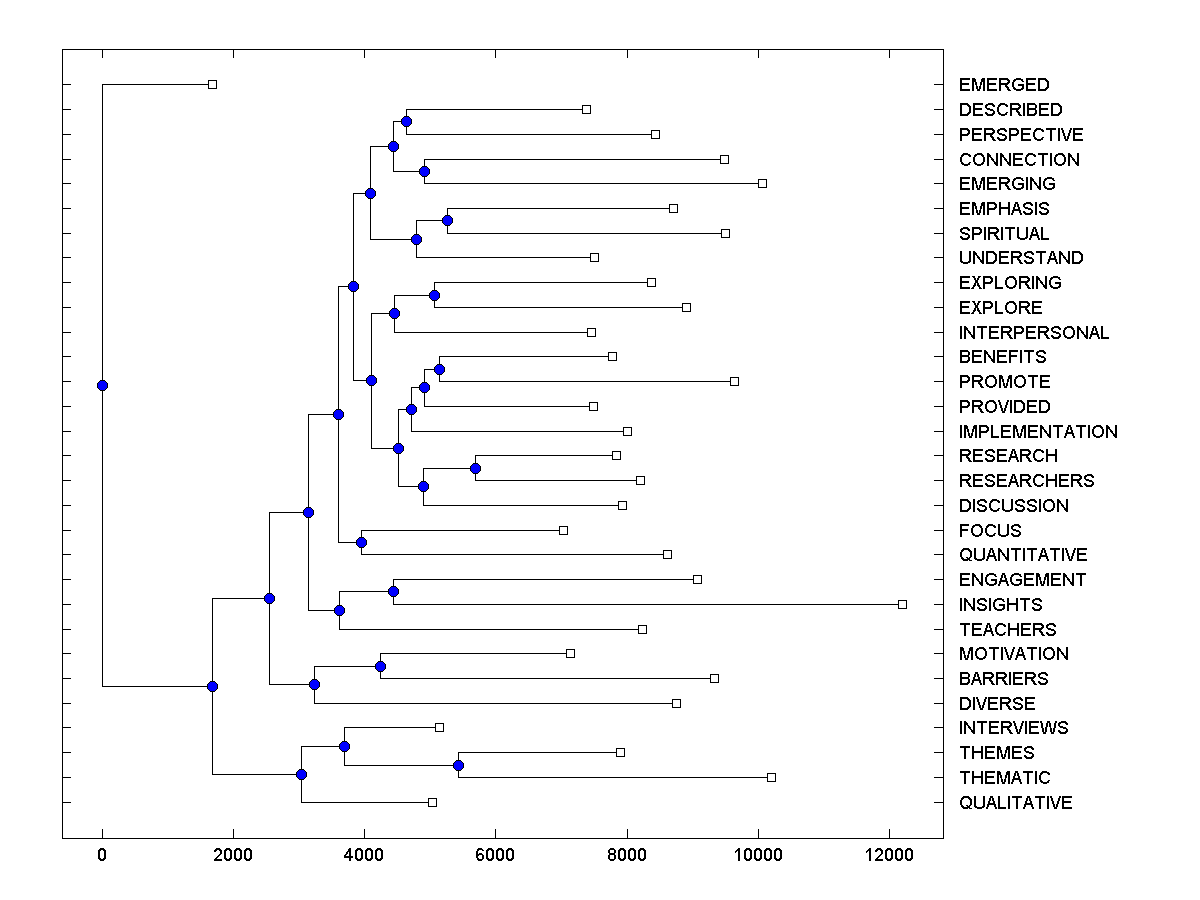 EMERGED
DESCRIBED
PERSPECTIVE
CONNECTION
EMERGING
EMPHASIS
SPIRITUAL
UNDERSTAND
EXPLORING
EXPLORE
INTERPERSONAL
BENEFITS
PROMOTE
PROVIDED
IMPLEMENTATION
RESEARCH
RESEARCHERS
DISCUSSION
FOCUS
QUANTITATIVE
ENGAGEMENT
INSIGHTS
TEACHERS
MOTIVATION
BARRIERS
DIVERSE
INTERVIEWS
THEMES
THEMATIC
QUALITATIVE
0 2000 4000 6000 8000 10000 12000